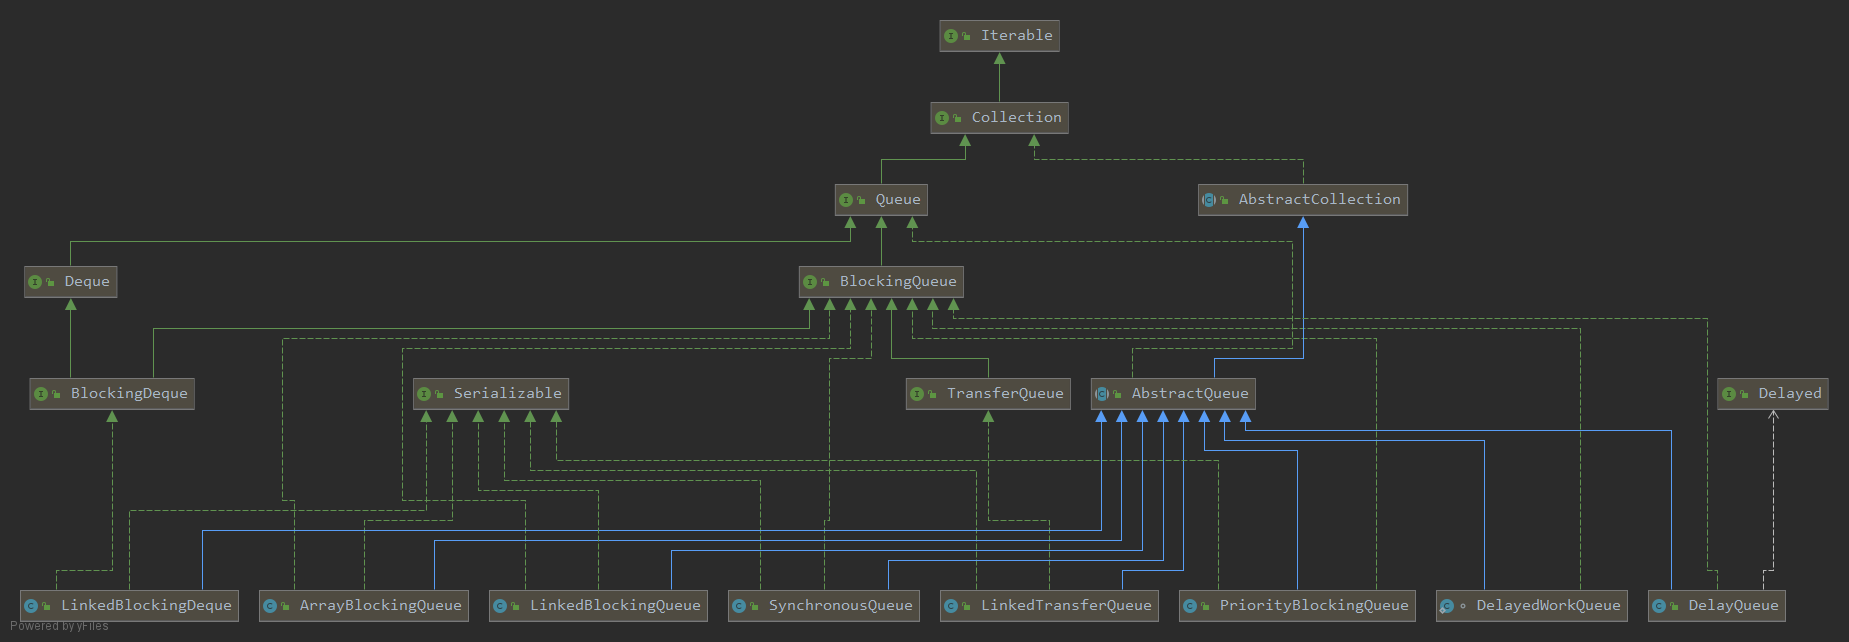 Iterable
Collection
Queue
AbstractCollection
Deque
BlockingQueue
BlockingDeque
Serializable
TransferQueue
AbstractQueue
Delayed
LinkedBlockingDeque
ArrayBlockingQueue
LinkedBlockingQueue
SynchronousQueue
LinkedTransferQueue
PriorityBlockingQueue
DelayedWorkQueue
DelayQueue
Powered by yFiles